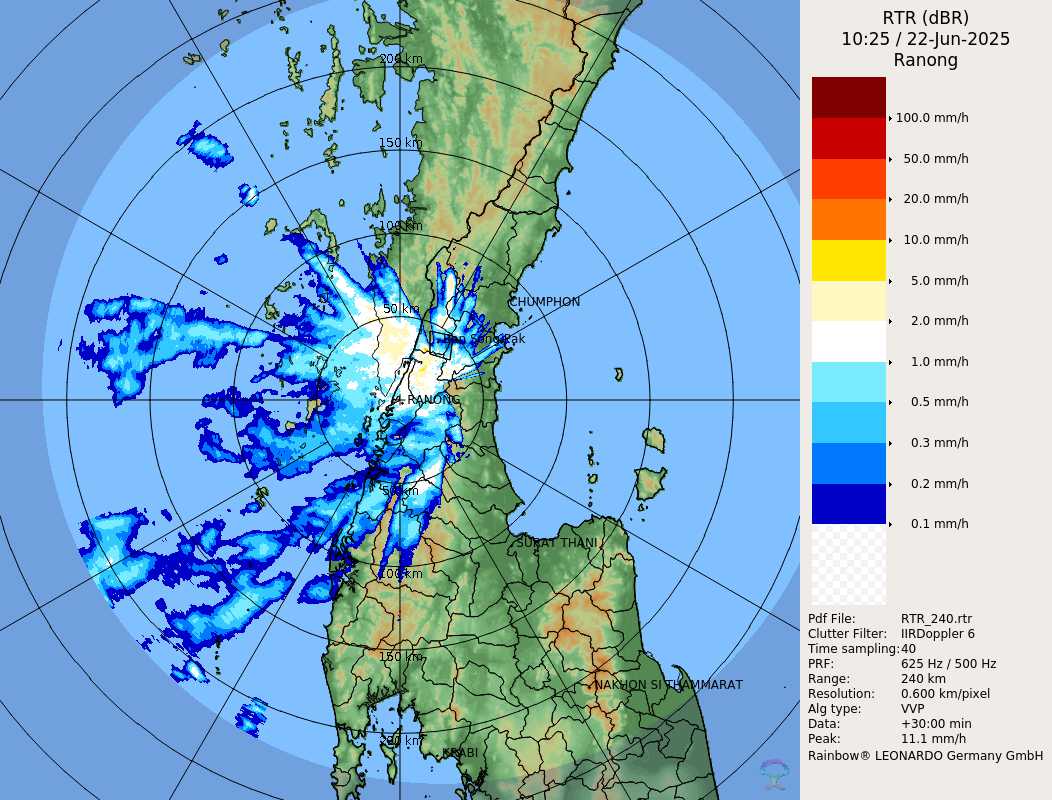 RTR (dBR)
10:25 / 22-Jun-2025
Ranong
100.0 mm/h
50.0 mm/h
20.0 mm/h
10.0 mm/h
5.0 mm/h
2.0 mm/h
1.0 mm/h
0.5 mm/h
0.3 mm/h
0.2 mm/h
0.1 mm/h
Pdf File: RTR_240.rtr
Clutter Filter: IIRDoppler 6
Time sampling:40
PRF: 625 Hz / 500 Hz
Range: 240 km
Resolution: 0.600 km/pixel
Alg type: VVP
Data: +30:00 min
Peak: 11.1 mm/h
Rainbow® LEONARDO Germany GmbH
200 km
150 km
100 km
CHUMPHON
50 km
RANONG
50 km
SURAT THANI
100 km
150 km
NAKHON SI THAMMARAT
200 km
KRABI